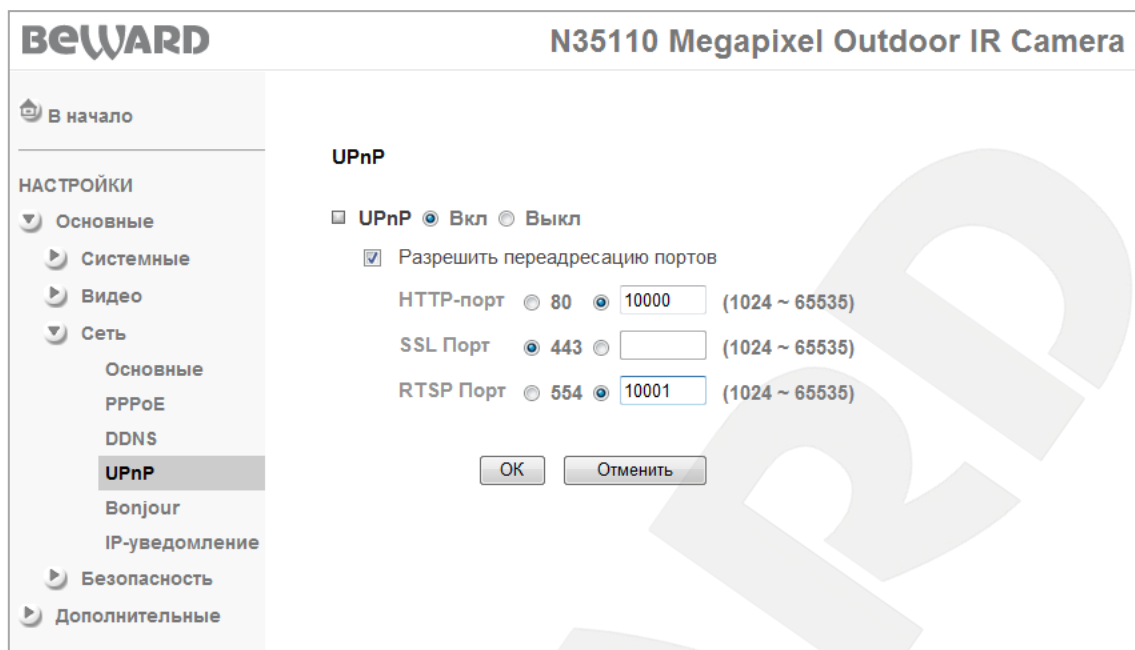 BEWARD
N35110 Megapixel Outdoor IR Camera
В начало
НАСТРОЙКИ
Основные
Системные
Видео
Сеть
Основные
PPPoE
DDNS
UPnP
Bonjour
IP-уведомление
Безопасность
Дополнительные
UPnP
UPnP Вкл Выкл
Разрешить переадресацию портов
HTTP-порт 80 10000 (1024 ~ 65535)
SSL Порт 443 (1024 ~ 65535)
RTSP Порт 554 10001 (1024 ~ 65535)
OK Отменить